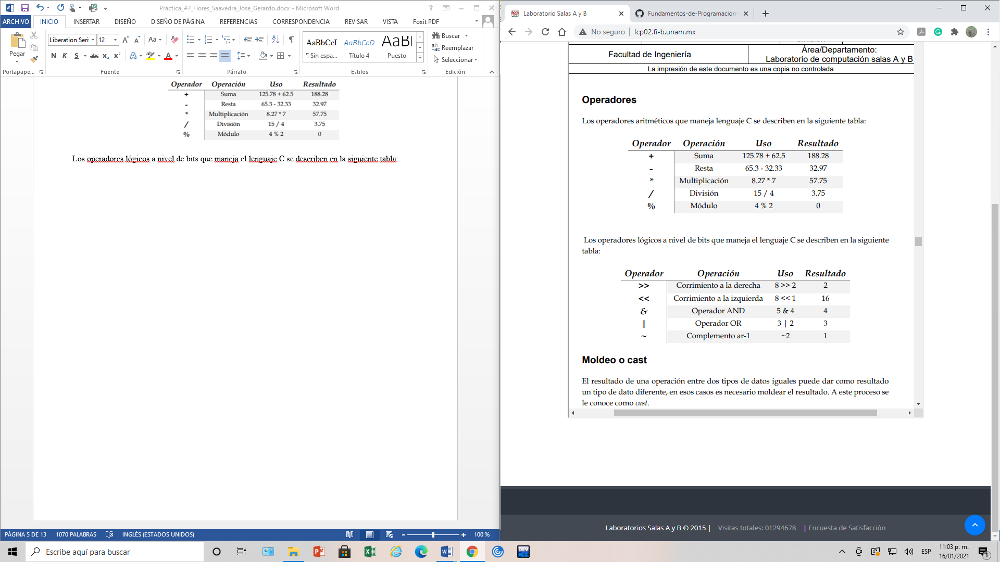 Práctica_#7_Flores_Saavedra_Jose_Gerardo.docx - Microsoft Word
ARCHIVO INICIO INSERTAR DISEÑO DISEÑO DE PÁGINA REFERENCIAS CORRESPONDENCIA REVISAR VISTA Foxit PDF
Pegar
Liberation Seri 12
N K S abc x₂ x²
AaBbCcI AaBbCcD AaBl
¶ Sin espa... Título 4 Puesto
Buscar
Reemplazar
Seleccionar
Portapape... Fuente Párrafo Estilos Edición
Operador Operación Uso Resultado
+ Suma 125.78 + 62.5 188.28
- Resta 65.3 - 32.33 32.97
* Multiplicación 8.27 * 7 57.75
/ División 15 / 4 3.75
% Módulo 4 % 2 0
Los operadores lógicos a nivel de bits que maneja el lenguaje C se describen en la siguiente tabla:
PÁGINA 5 DE 13 1070 PALABRAS INGLÉS (ESTADOS UNIDOS) 100 %
Laboratorio Salas A y B
Fundamentos-de-Programacion-
No seguro lcp02.fi-b.unam.mx
Facultad de Ingeniería
Área/Departamento:
Laboratorio de computación salas A y B
La impresión de este documento es una copia no controlada
Operadores
Los operadores aritméticos que maneja lenguaje C se describen en la siguiente tabla:
Operador Operación Uso Resultado
+ Suma 125.78 + 62.5 188.28
- Resta 65.3 - 32.33 32.97
* Multiplicación 8.27 * 7 57.75
/ División 15 / 4 3.75
% Módulo 4 % 2 0
Los operadores lógicos a nivel de bits que maneja el lenguaje C se describen en la siguiente
tabla:
Operador Operación Uso Resultado
>> Corrimiento a la derecha 8 >> 2 2
<< Corrimiento a la izquierda 8 << 1 16
& Operador AND 5 & 4 4
| Operador OR 3 | 2 3
~ Complemento ar-1 ~2 1
Moldeo o cast
El resultado de una operación entre dos tipos de datos iguales puede dar como resultado
un tipo de dato diferente, en esos casos es necesario moldear el resultado. A este proceso se
le conoce como cast.
Laboratorios Salas A y B © 2015 | Visitas totales: 01294678 | Encuesta de Satisfacción
Escribe aquí para buscar
DEV
ESP
11:03 p. m.
16/01/2021
1